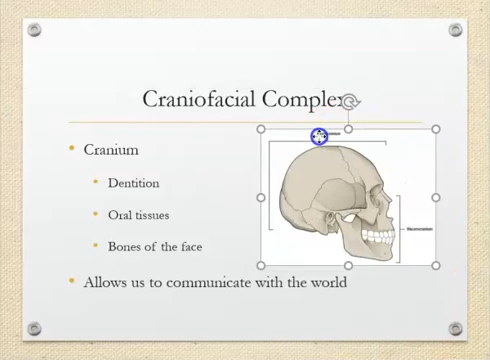 Craniofacial Complex
Cranium
Dentition
Oral tissues
Bones of the face
Allows us to communicate with the world